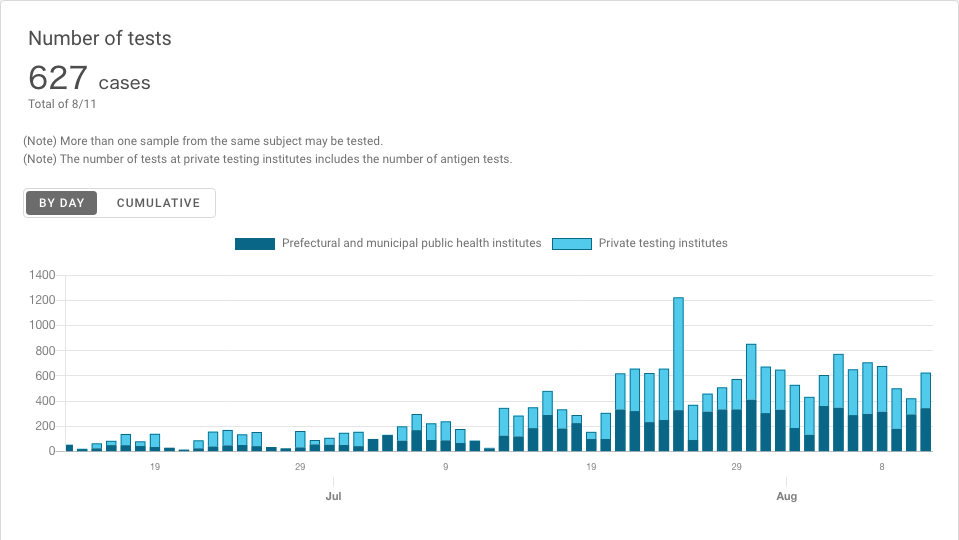 Number of tests
627 cases
Total of 8/11
(Note) More than one sample from the same subject may be tested.
(Note) The number of tests at private testing institutes includes the number of antigen tests.
BY DAY CUMULATIVE
Prefectural and municipal public health institutes Private testing institutes
1400
1200
1000
800
600
400
200
0
19 29 9 19 29 8
Jul Aug